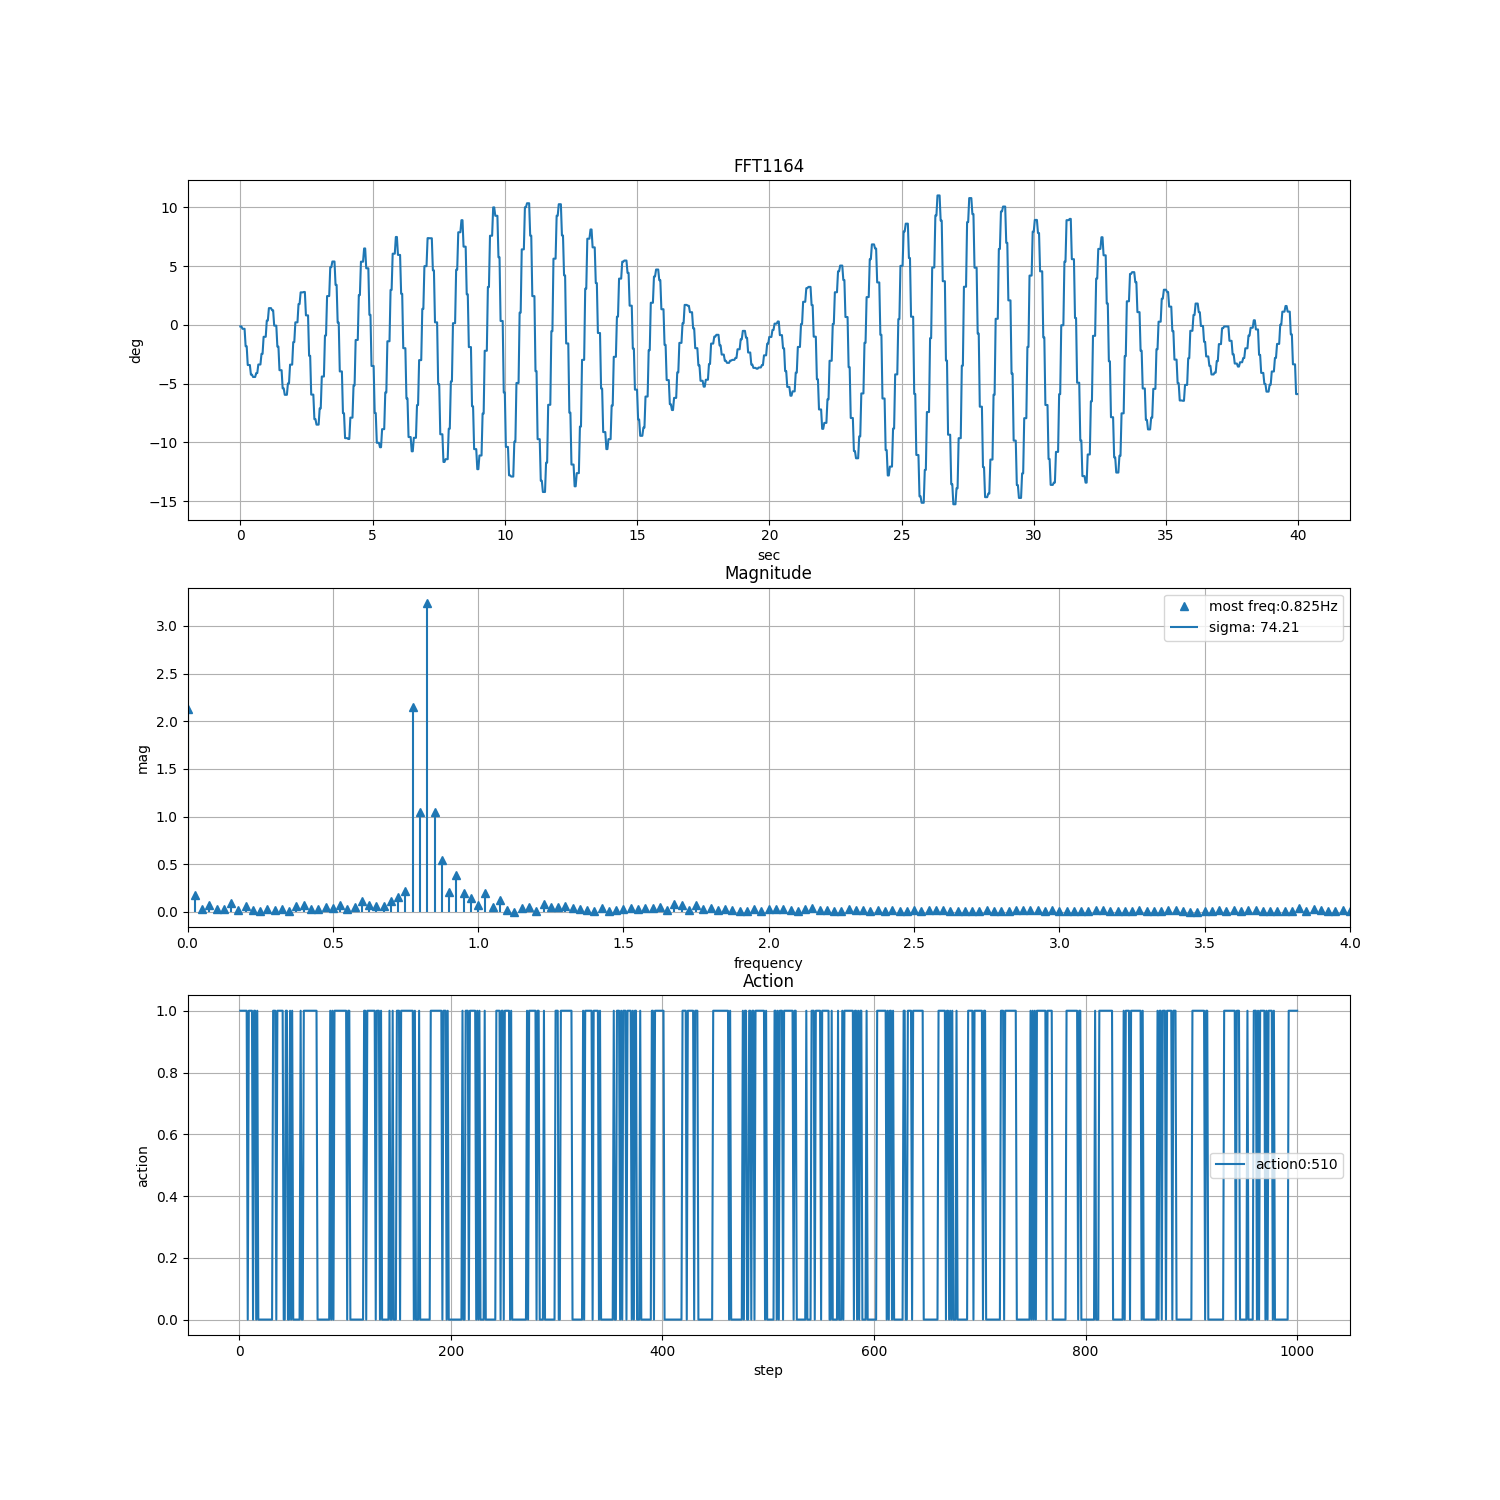 FFT1164
10
5
0
−5
−10
−15
deg
0 5 10 15 20 25 30 35 40
sec
Magnitude
most freq:0.825Hz
sigma: 74.21
3.0
2.5
2.0
1.5
1.0
0.5
0.0
mag
0.0 0.5 1.0 1.5 2.0 2.5 3.0 3.5 4.0
frequency
Action
1.0
0.8
0.6
0.4
0.2
0.0
action
action0:510
0 200 400 600 800 1000
step